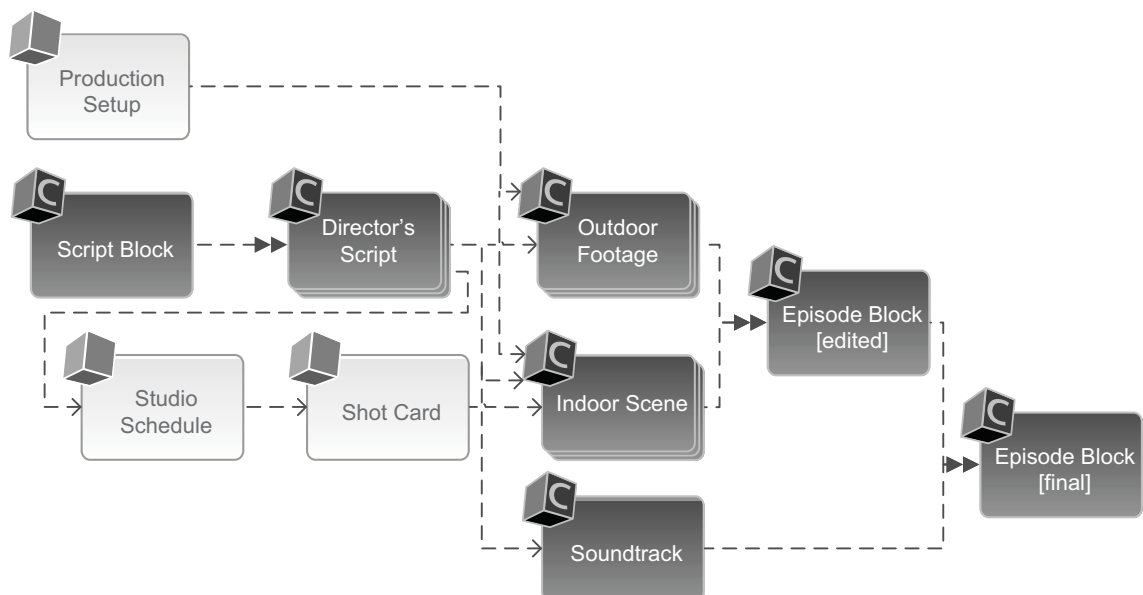 Production
Setup
C
Script Block
C
Director's
Script
C
Outdoor
Footage
C
Episode Block
[edited]
Studio
Schedule
Shot Card
C
Indoor Scene
C
Episode Block
[final]
C
Soundtrack